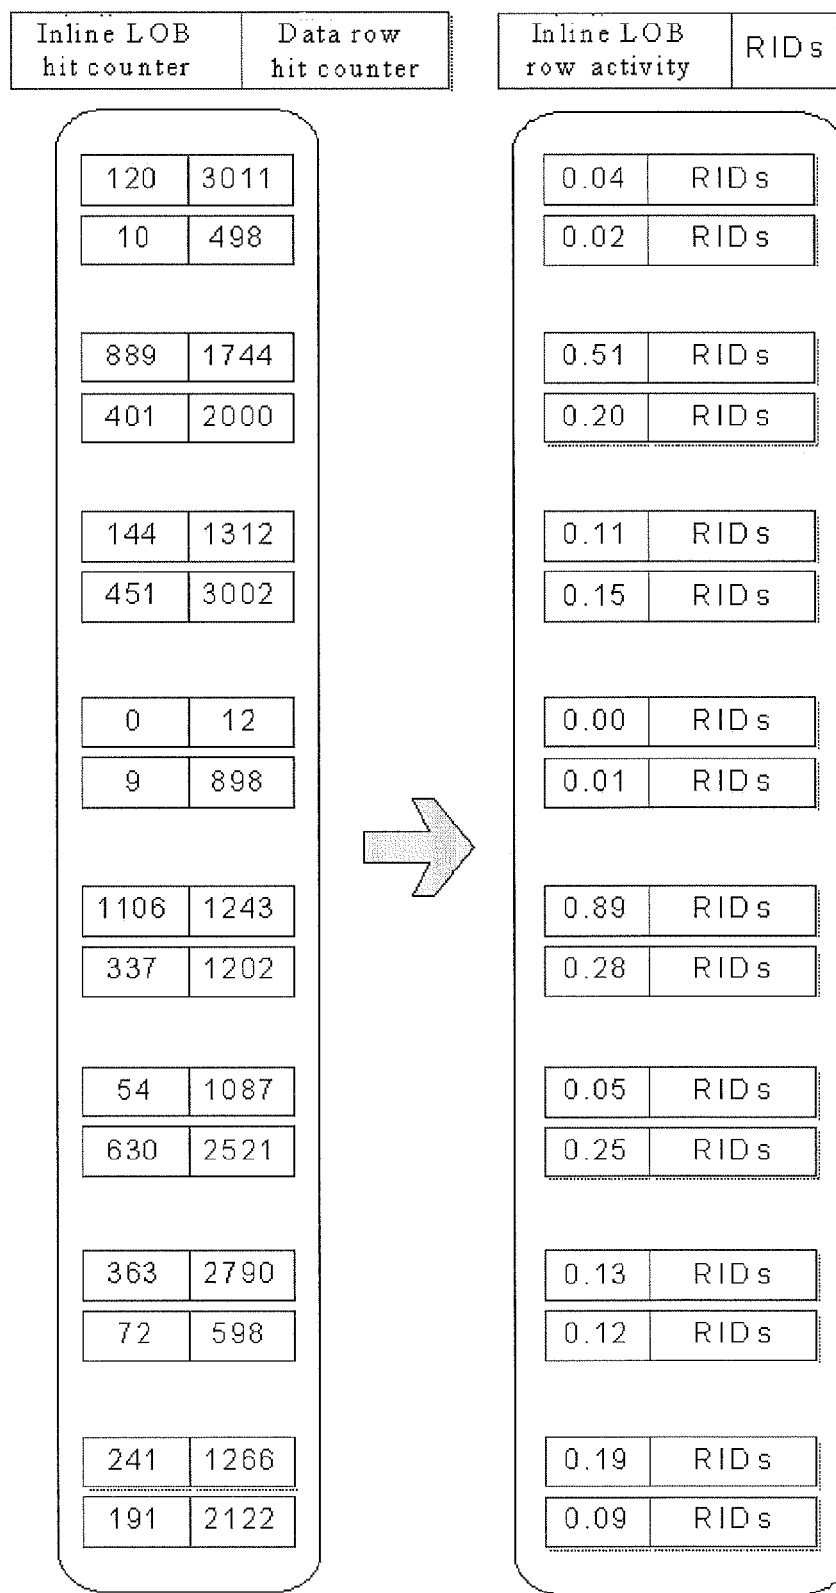 Inline LOB
hit counter
Data row
hit counter
Inline LOB
row activity
RIDs
120 3011
10 498
889 1744
401 2000
144 1312
451 3002
0 12
9 898
1106 1243
337 1202
54 1087
630 2521
363 2790
72 598
241 1266
191 2122
0.04 RIDs
0.02 RIDs
0.51 RIDs
0.20 RIDs
0.11 RIDs
0.15 RIDs
0.00 RIDs
0.01 RIDs
0.89 RIDs
0.28 RIDs
0.05 RIDs
0.25 RIDs
0.13 RIDs
0.12 RIDs
0.19 RIDs
0.09 RIDs